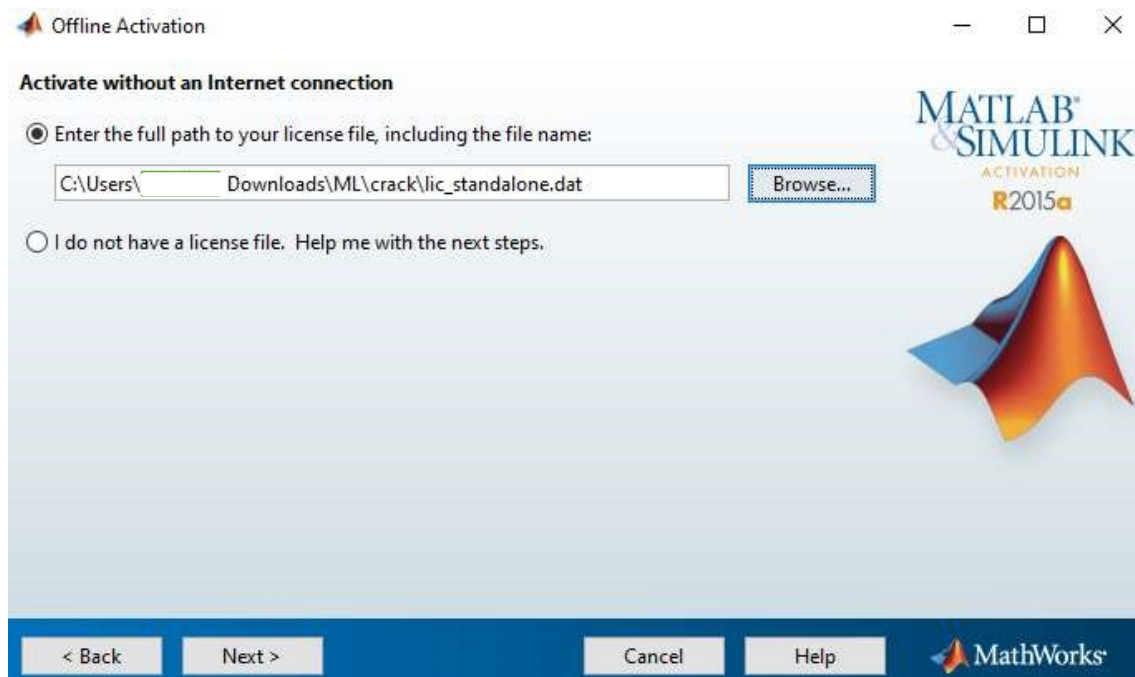 Offline Activation
Activate without an Internet connection
Enter the full path to your license file, including the file name:
C:\Users\ Downloads\ML\crack\lic_standalone.dat
Browse...
I do not have a license file. Help me with the next steps.
MATLAB®
&SIMULINK
ACTIVATION
R2015a
< Back
Next >
Cancel
Help
MathWorks®